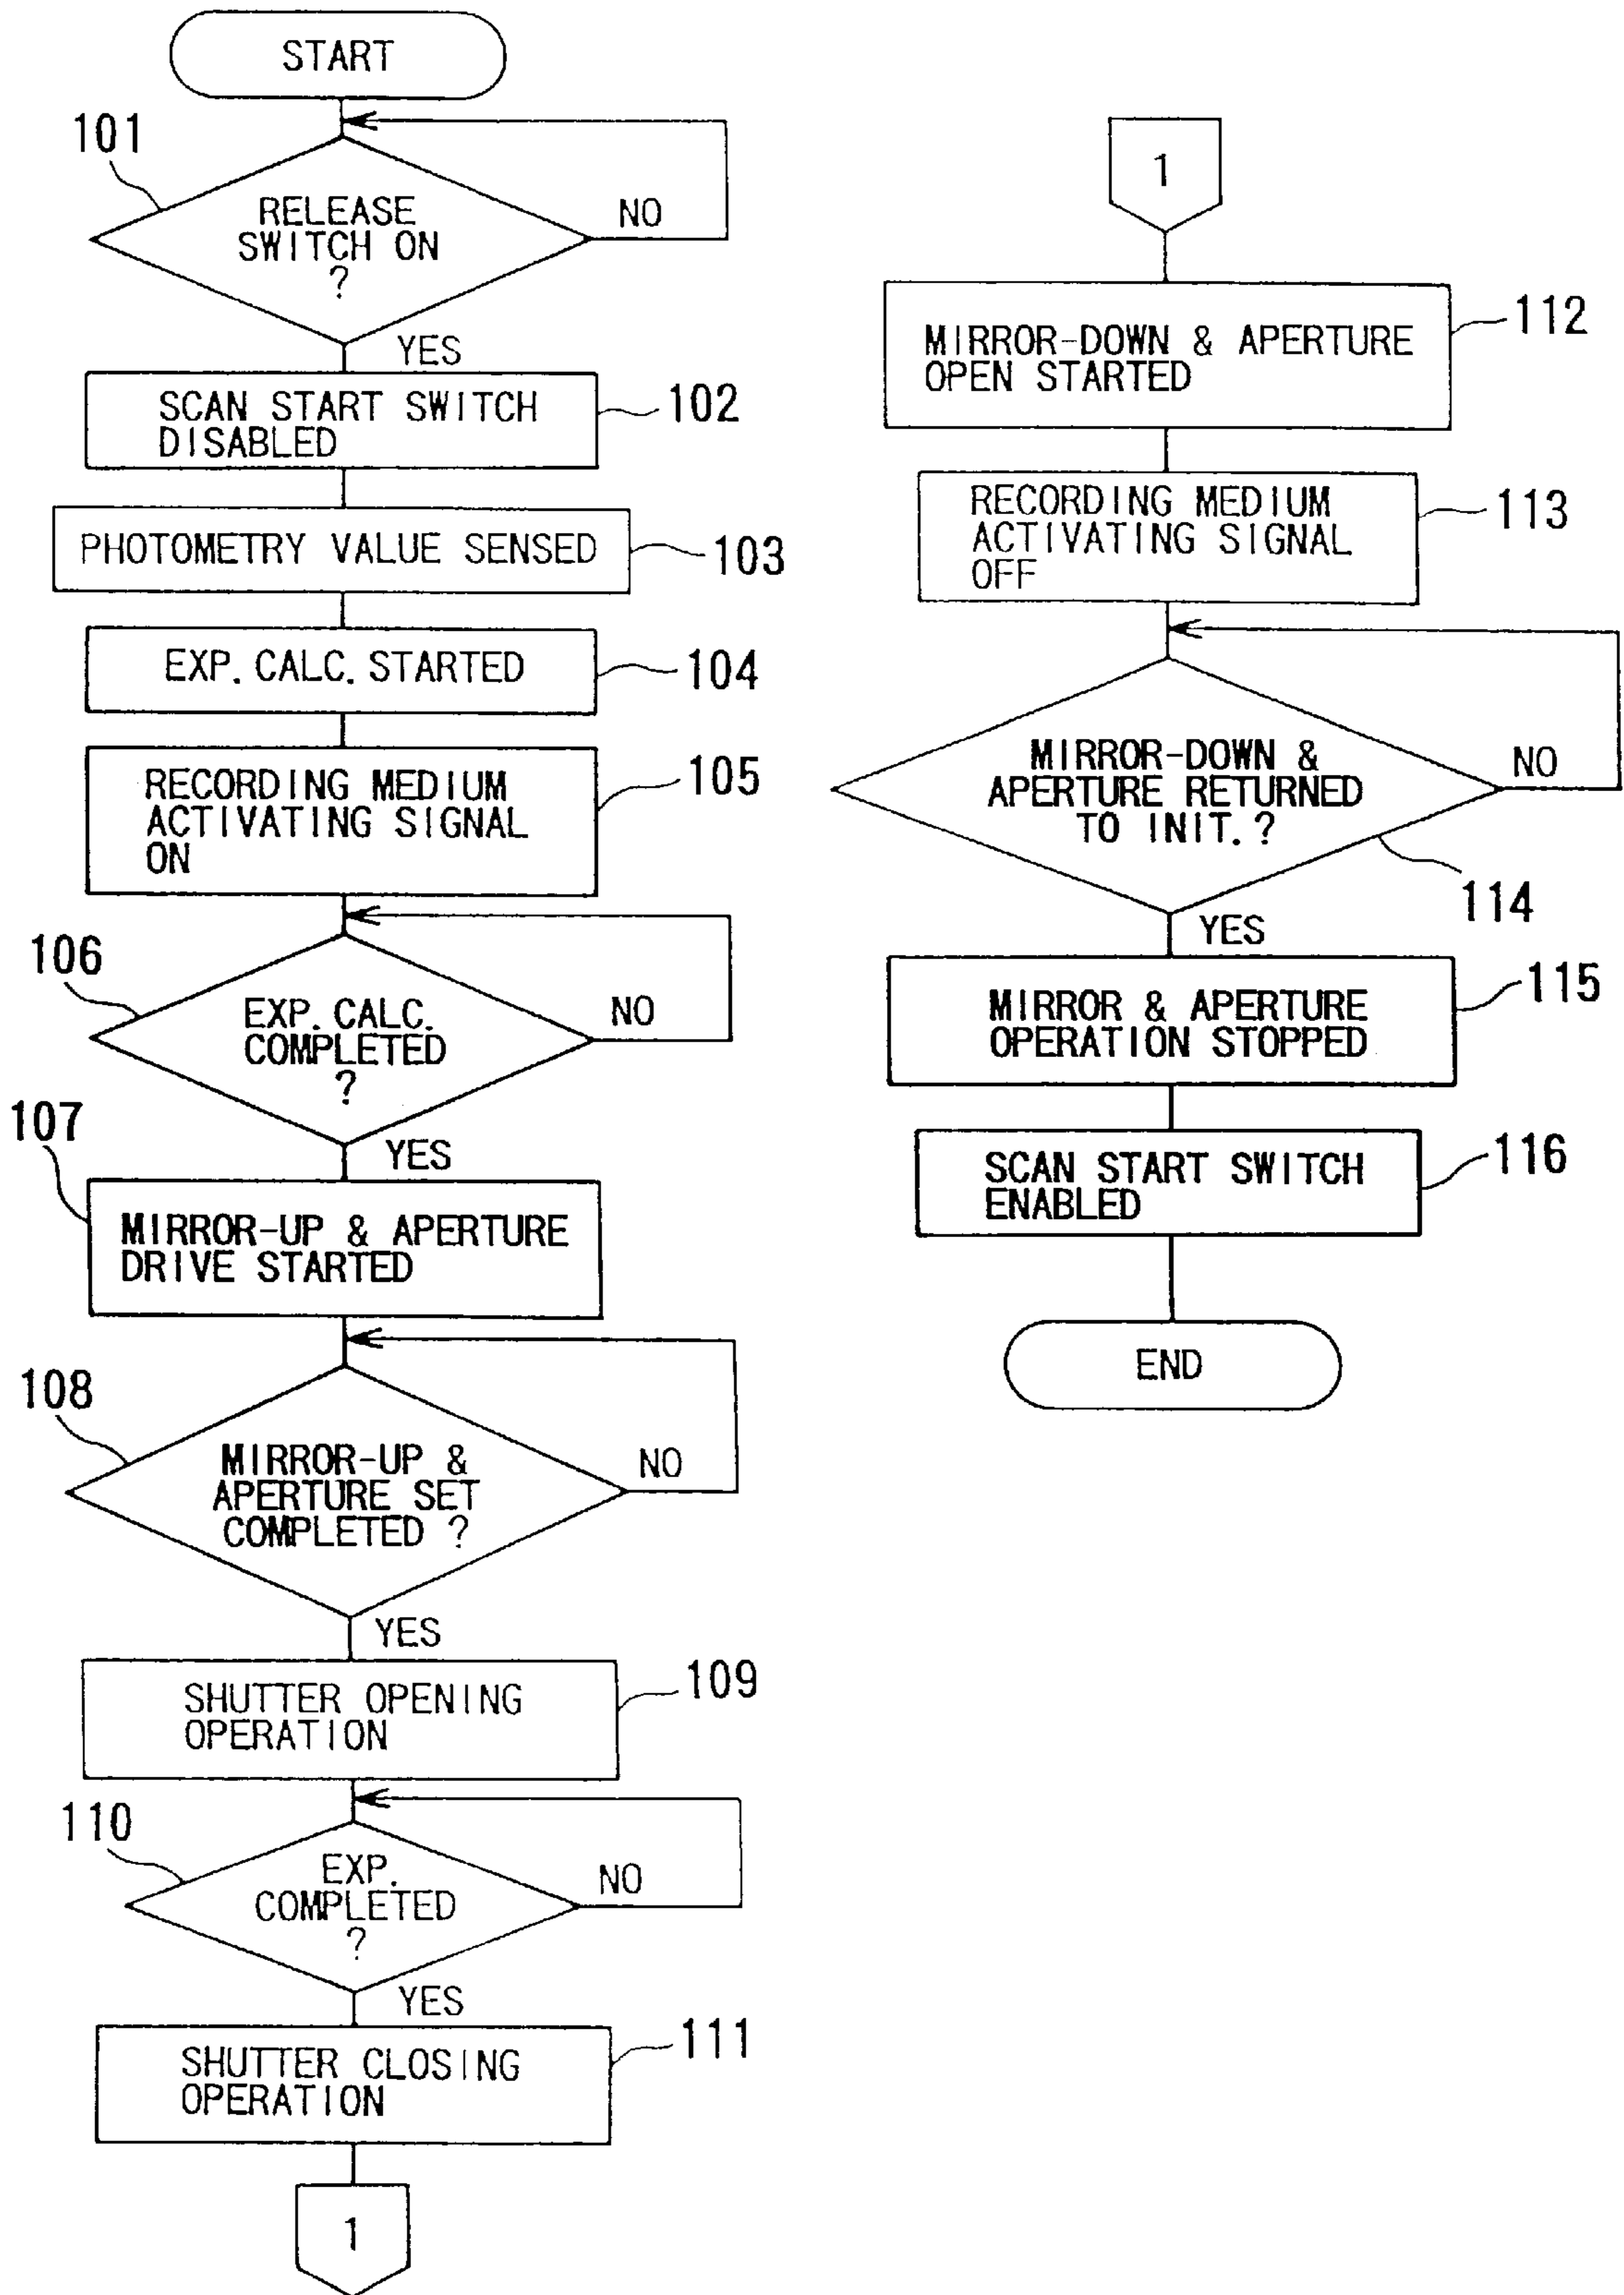 START
101
RELEASE
SWITCH ON
?
NO
YES
SCAN START SWITCH
DISABLED
102
PHOTOMETRY VALUE SENSED
103
EXP. CALC. STARTED
104
RECORDING MEDIUM
ACTIVATING SIGNAL
ON
105
106
EXP. CALC.
COMPLETED
?
NO
YES
107
MIRROR-UP & APERTURE
DRIVE STARTED
108
MIRROR-UP &
APERTURE SET
COMPLETED ?
NO
YES
SHUTTER OPENING
OPERATION
109
110
EXP.
COMPLETED
?
NO
YES
SHUTTER CLOSING
OPERATION
111
1
1
MIRROR-DOWN & APERTURE
OPEN STARTED
112
RECORDING MEDIUM
ACTIVATING SIGNAL
OFF
113
MIRROR-DOWN &
APERTURE RETURNED
TO INIT. ?
NO
114
YES
MIRROR & APERTURE
OPERATION STOPPED
115
SCAN START SWITCH
ENABLED
116
END